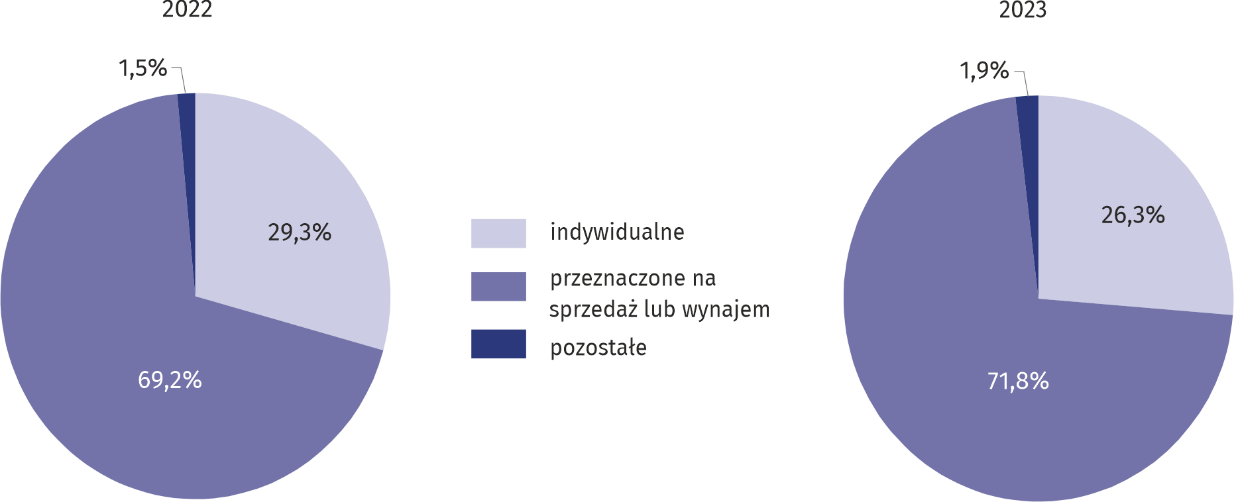 2022
1,5%
29,3%
69,2%
indywidualne
przeznaczone na
sprzedaż lub wynajem
pozostałe
2023
1,9%
26,3%
71,8%